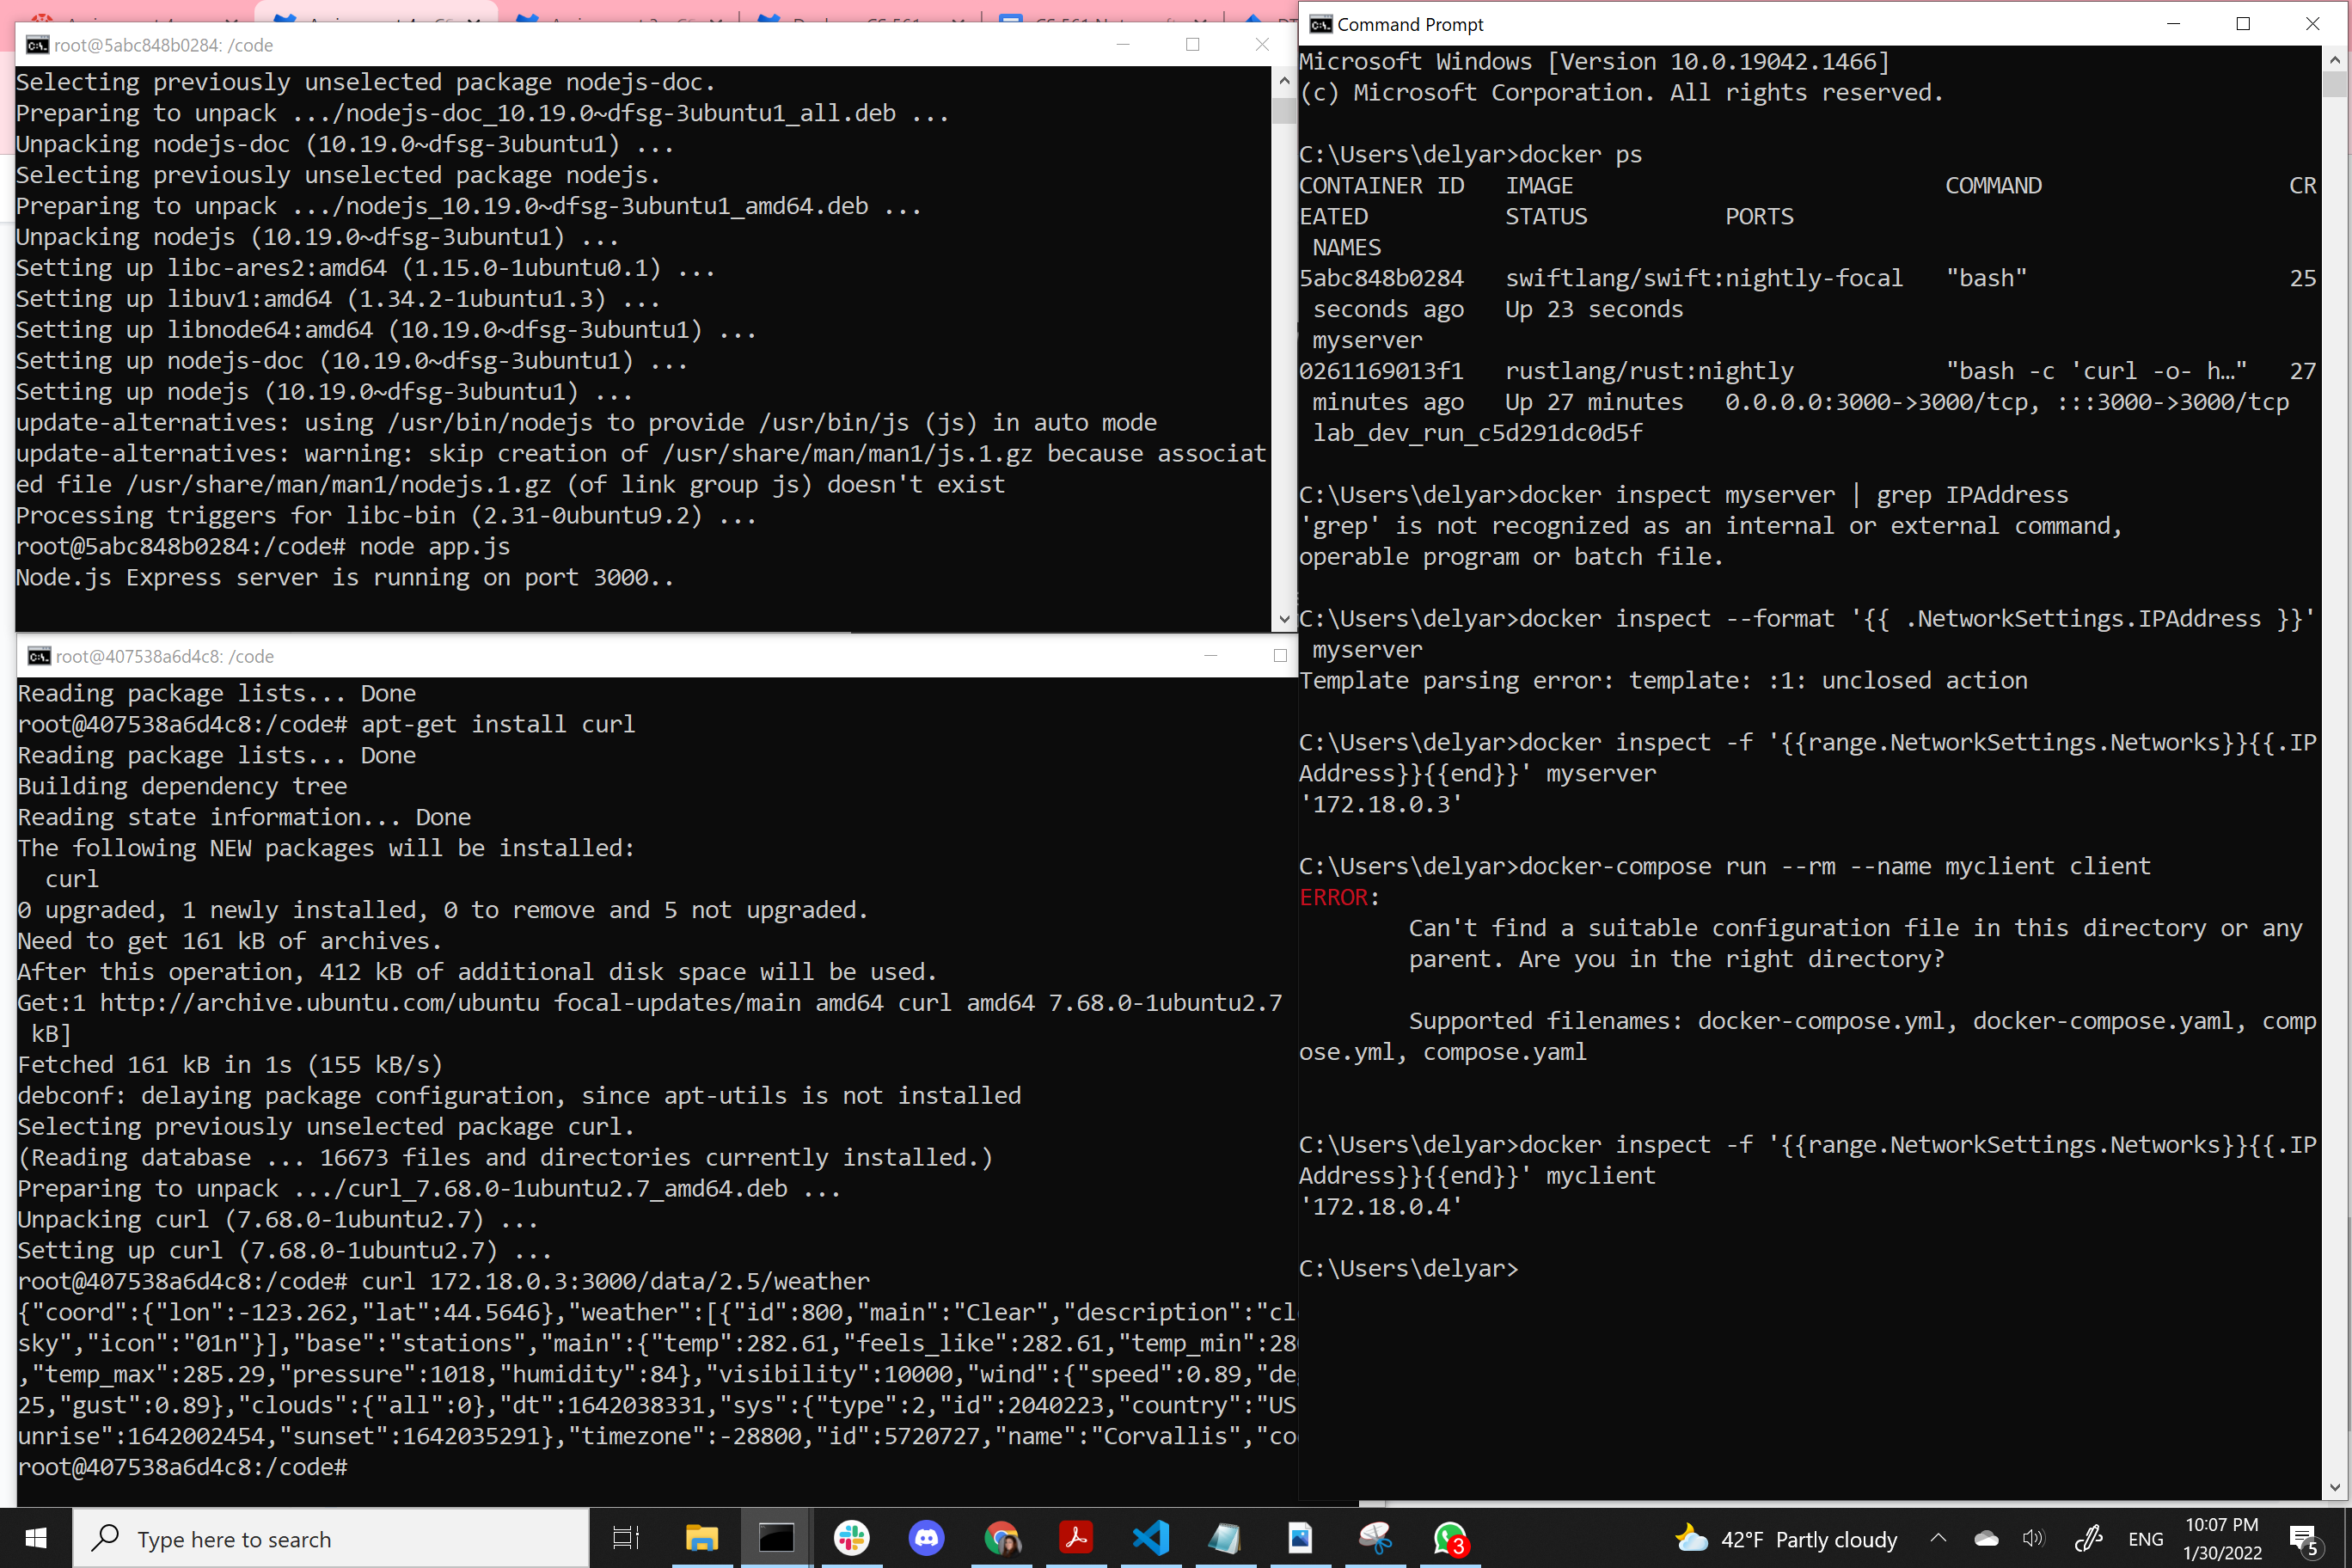 root@5abc848b0284: /code
Selecting previously unselected package nodejs-doc.
Preparing to unpack .../nodejs-doc_10.19.0~dfsg-3ubuntu1_all.deb ...
Unpacking nodejs-doc (10.19.0~dfsg-3ubuntu1) ...
Selecting previously unselected package nodejs.
Preparing to unpack .../nodejs_10.19.0~dfsg-3ubuntu1_amd64.deb ...
Unpacking nodejs (10.19.0~dfsg-3ubuntu1) ...
Setting up libc-ares2:amd64 (1.15.0-1ubuntu0.1) ...
Setting up libuv1:amd64 (1.34.2-1ubuntu1.3) ...
Setting up libnode64:amd64 (10.19.0~dfsg-3ubuntu1) ...
Setting up nodejs-doc (10.19.0~dfsg-3ubuntu1) ...
Setting up nodejs (10.19.0~dfsg-3ubuntu1) ...
update-alternatives: using /usr/bin/nodejs to provide /usr/bin/js (js) in auto mode
update-alternatives: warning: skip creation of /usr/share/man/man1/js.1.gz because associat
ed file /usr/share/man/man1/nodejs.1.gz (of link group js) doesn't exist
Processing triggers for libc-bin (2.31-0ubuntu9.2) ...
root@5abc848b0284:/code# node app.js
Node.js Express server is running on port 3000..
root@407538a6d4c8: /code
Reading package lists... Done
root@407538a6d4c8:/code# apt-get install curl
Reading package lists... Done
Building dependency tree
Reading state information... Done
The following NEW packages will be installed:
  curl
0 upgraded, 1 newly installed, 0 to remove and 5 not upgraded.
Need to get 161 kB of archives.
After this operation, 412 kB of additional disk space will be used.
Get:1 http://archive.ubuntu.com/ubuntu focal-updates/main amd64 curl amd64 7.68.0-1ubuntu2.7
 kB]
Fetched 161 kB in 1s (155 kB/s)
debconf: delaying package configuration, since apt-utils is not installed
Selecting previously unselected package curl.
(Reading database ... 16673 files and directories currently installed.)
Preparing to unpack .../curl_7.68.0-1ubuntu2.7_amd64.deb ...
Unpacking curl (7.68.0-1ubuntu2.7) ...
Setting up curl (7.68.0-1ubuntu2.7) ...
root@407538a6d4c8:/code# curl 172.18.0.3:3000/data/2.5/weather
{"coord":{"lon":-123.262,"lat":44.5646},"weather":[{"id":800,"main":"Clear","description":"cl
sky","icon":"01n"}],"base":"stations","main":{"temp":282.61,"feels_like":282.61,"temp_min":28
,"temp_max":285.29,"pressure":1018,"humidity":84},"visibility":10000,"wind":{"speed":0.89,"de
25,"gust":0.89},"clouds":{"all":0},"dt":1642038331,"sys":{"type":2,"id":2040223,"country":"US
unrise":1642002454,"sunset":1642035291},"timezone":-28800,"id":5720727,"name":"Corvallis","co
root@407538a6d4c8:/code#
Command Prompt
Microsoft Windows [Version 10.0.19042.1466]
(c) Microsoft Corporation. All rights reserved.
C:\Users\delyar>docker ps
CONTAINER ID   IMAGE                           COMMAND                  CR
EATED          STATUS          PORTS
 NAMES
5abc848b0284   swiftlang/swift:nightly-focal   "bash"                   25
 seconds ago   Up 23 seconds
 myserver
0261169013f1   rustlang/rust:nightly           "bash -c 'curl -o- h…"   27
 minutes ago   Up 27 minutes   0.0.0.0:3000->3000/tcp, :::3000->3000/tcp
 lab_dev_run_c5d291dc0d5f
C:\Users\delyar>docker inspect myserver | grep IPAddress
'grep' is not recognized as an internal or external command,
operable program or batch file.
C:\Users\delyar>docker inspect --format '{{ .NetworkSettings.IPAddress }}'
 myserver
Template parsing error: template: :1: unclosed action
C:\Users\delyar>docker inspect -f '{{range.NetworkSettings.Networks}}{{.IP
Address}}{{end}}' myserver
'172.18.0.3'
C:\Users\delyar>docker-compose run --rm --name myclient client
ERROR:
        Can't find a suitable configuration file in this directory or any
        parent. Are you in the right directory?
        Supported filenames: docker-compose.yml, docker-compose.yaml, comp
ose.yml, compose.yaml
C:\Users\delyar>docker inspect -f '{{range.NetworkSettings.Networks}}{{.IP
Address}}{{end}}' myclient
'172.18.0.4'
C:\Users\delyar>
Type here to search
3
42°F Partly cloudy
ENG
10:07 PM
1/30/2022
5